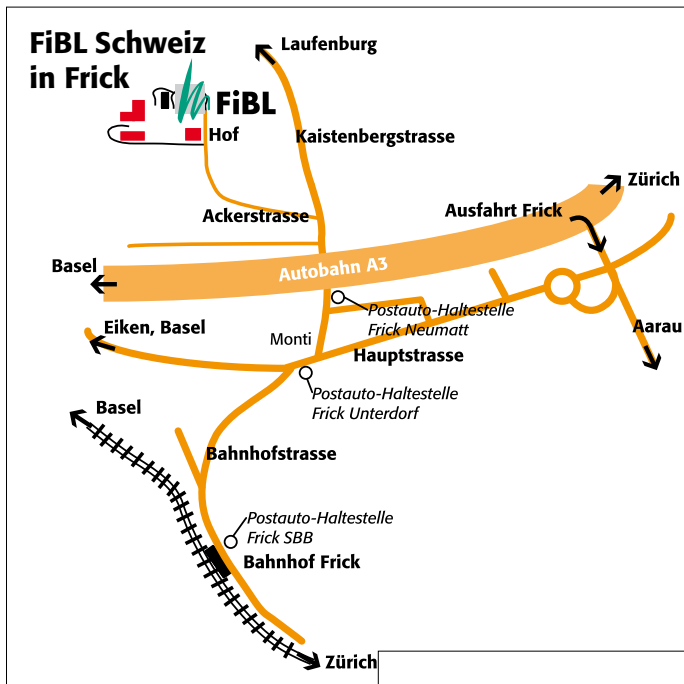 FiBL Schweiz
in Frick
Laufenburg
FiBL
Hof
Kaistenbergstrasse
Zürich
Ackerstrasse
Ausfahrt Frick
Basel
Autobahn A3
Postauto-Haltestelle
Frick Neumatt
Eiken, Basel
Monti
Aarau
Hauptstrasse
Postauto-Haltestelle
Frick Unterdorf
Basel
Bahnhofstrasse
Postauto-Haltestelle
Frick SBB
Bahnhof Frick
Zürich